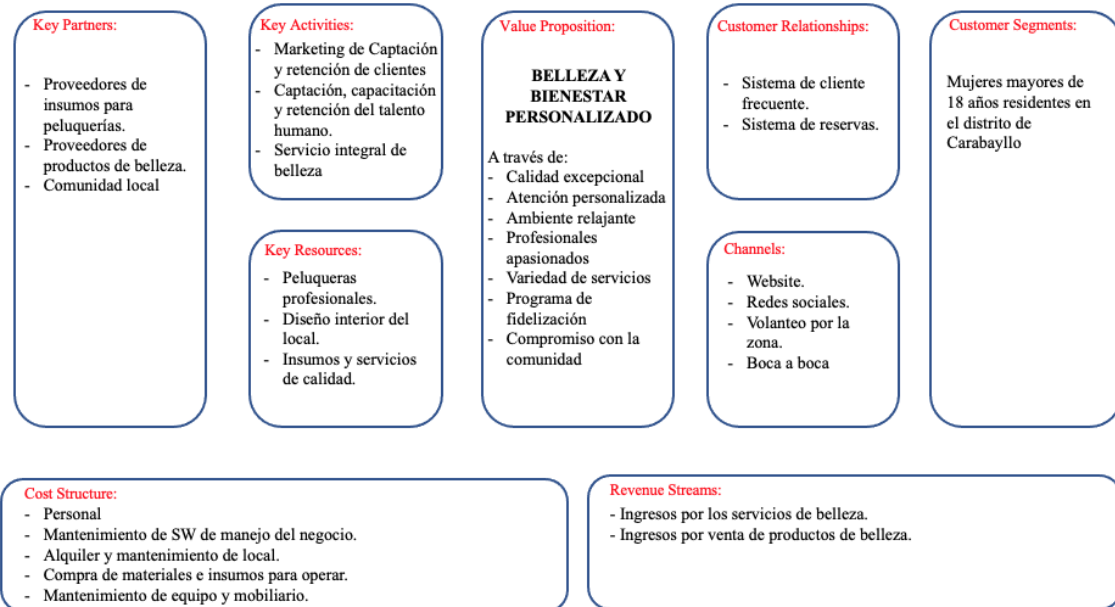 Key Partners:
- Proveedores de
insumos para
peluquerías.
- Proveedores de
productos de belleza.
- Comunidad local
Key Activities:
- Marketing de Captación
y retención de clientes
- Captación, capacitación
y retención del talento
humano.
- Servicio integral de
belleza
Key Resources:
- Peluqueras
profesionales.
- Diseño interior del
local.
- Insumos y servicios
de calidad.
Value Proposition:
BELLEZA Y
BIENESTAR
PERSONALIZADO
A través de:
- Calidad excepcional
- Atención personalizada
- Ambiente relajante
- Profesionales
apasionados
- Variedad de servicios
- Programa de
fidelización
- Compromiso con la
comunidad
Customer Relationships:
- Sistema de cliente
frecuente.
- Sistema de reservas.
Channels:
- Website.
- Redes sociales.
- Volanteo por la
zona.
- Boca a boca
Customer Segments:
Mujeres mayores de
18 años residentes en
el distrito de
Carabayllo
Cost Structure:
- Personal
- Mantenimiento de SW de manejo del negocio.
- Alquiler y mantenimiento de local.
- Compra de materiales e insumos para operar.
- Mantenimiento de equipo y mobiliario.
Revenue Streams:
- Ingresos por los servicios de belleza.
- Ingresos por venta de productos de belleza.